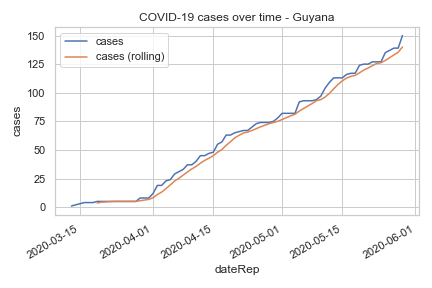 COVID-19 cases over time - Guyana
cases
cases (rolling)
150
125
100
75
50
25
0
cases
2020-03-15
2020-04-01
2020-04-15
2020-05-01
2020-05-15
2020-06-01
dateRep